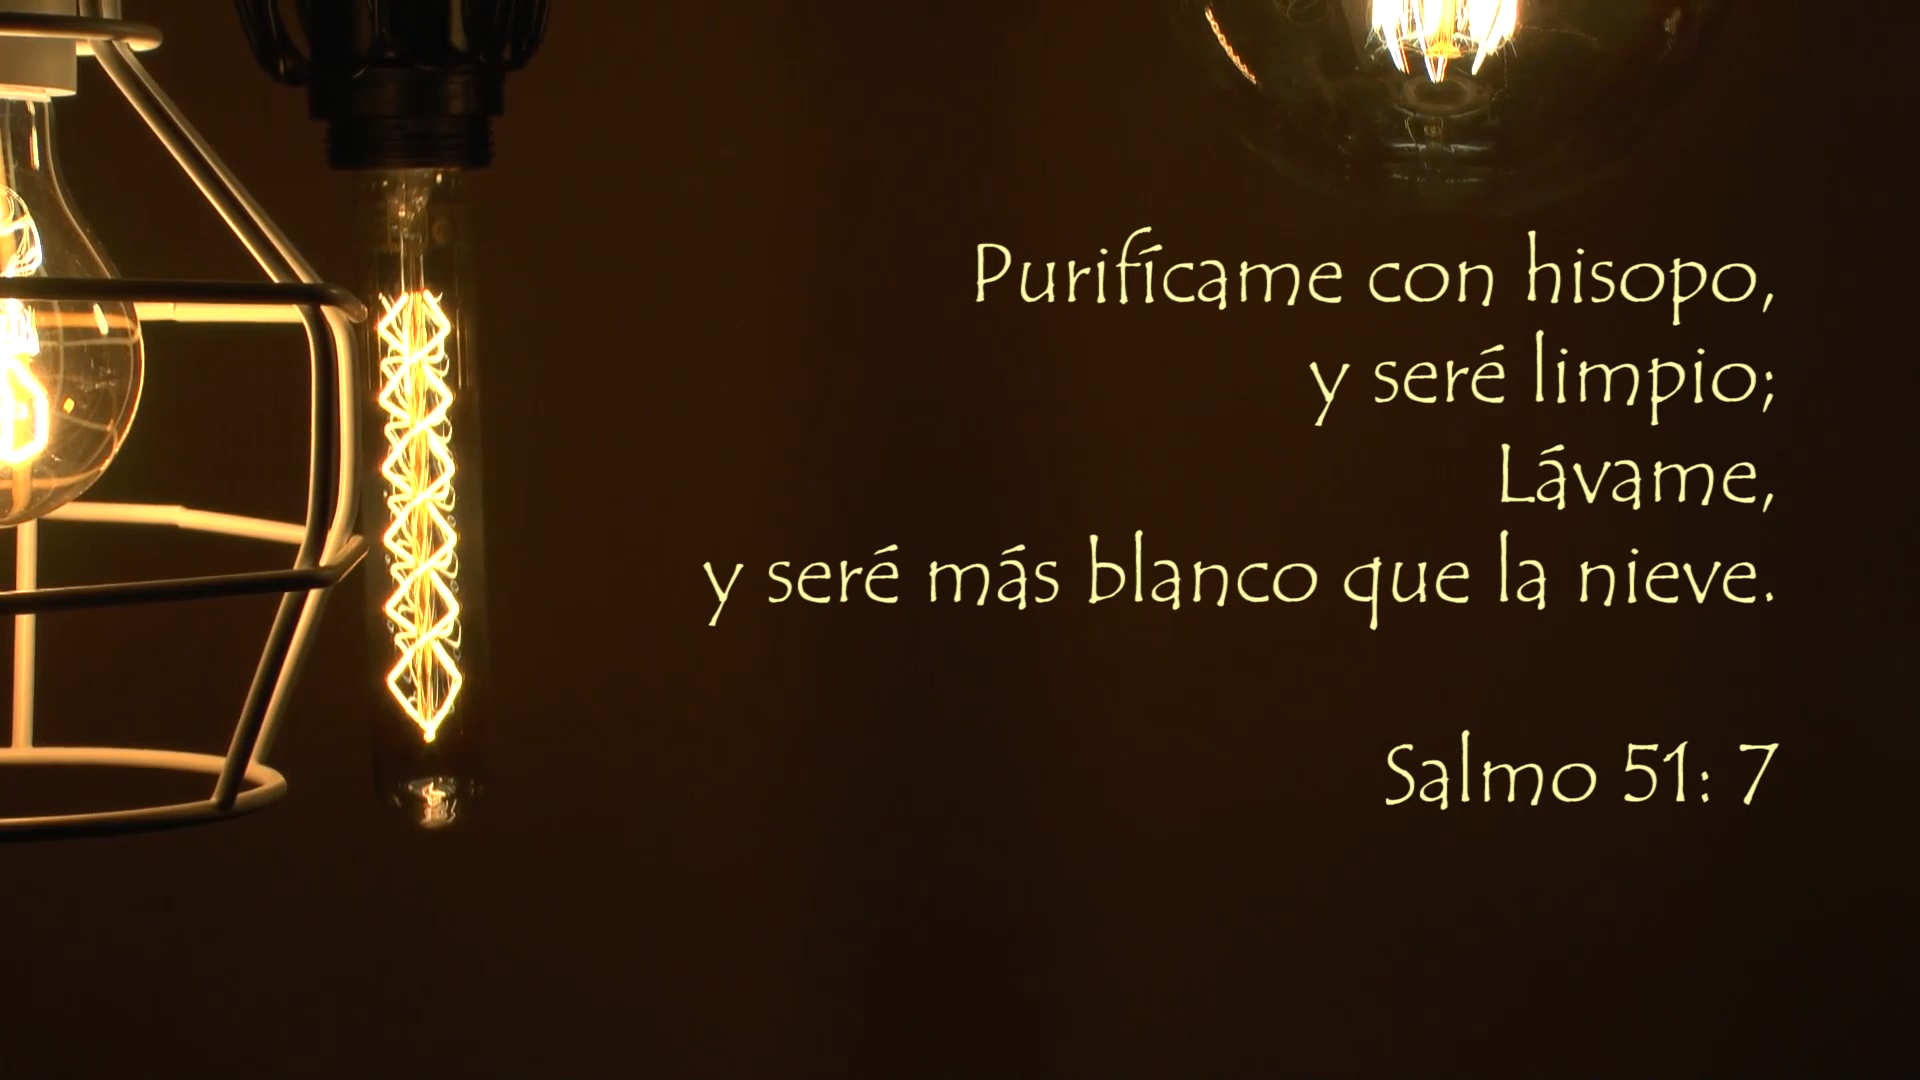 Purifícame con hisopo,
y seré limpio;
Lávame,
y seré más blanco que la nieve.
Salmo 51: 7